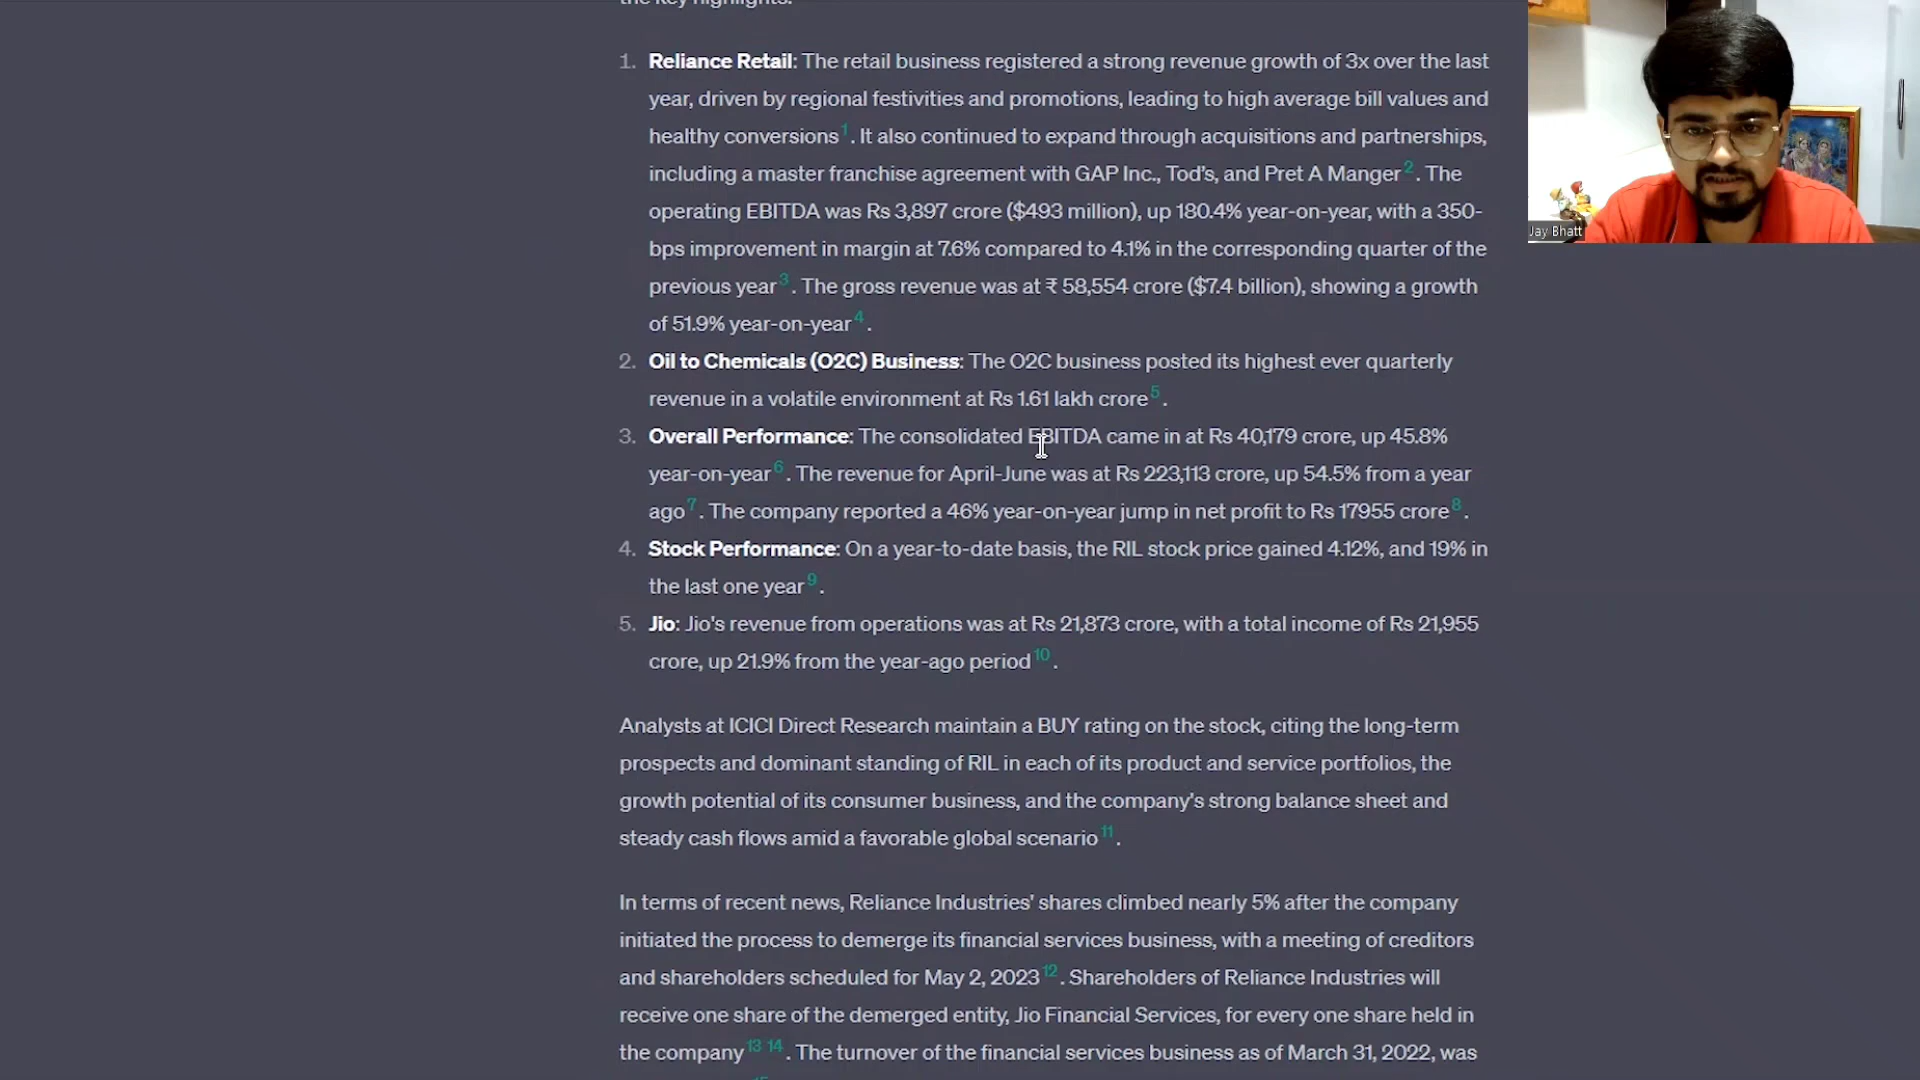 the key highlights.
1. Reliance Retail: The retail business registered a strong revenue growth of 3x over the last
year, driven by regional festivities and promotions, leading to high average bill values and
healthy conversions 1. It also continued to expand through acquisitions and partnerships,
including a master franchise agreement with GAP Inc., Tod's, and Pret A Manger 2. The
operating EBITDA was Rs 3,897 crore ($493 million), up 180.4% year-on-year, with a 350-
bps improvement in margin at 7.6% compared to 4.1% in the corresponding quarter of the
previous year 3. The gross revenue was at ₹ 58,554 crore ($7.4 billion), showing a growth
of 51.9% year-on-year 4.
2. Oil to Chemicals (O2C) Business: The O2C business posted its highest ever quarterly
revenue in a volatile environment at Rs 1.61 lakh crore 5.
3. Overall Performance: The consolidated EBITDA came in at Rs 40,179 crore, up 45.8%
year-on-year 6. The revenue for April-June was at Rs 223,113 crore, up 54.5% from a year
ago 7. The company reported a 46% year-on-year jump in net profit to Rs 17955 crore 8.
4. Stock Performance: On a year-to-date basis, the RIL stock price gained 4.12%, and 19% in
the last one year 9.
5. Jio: Jio's revenue from operations was at Rs 21,873 crore, with a total income of Rs 21,955
crore, up 21.9% from the year-ago period 10.
Analysts at ICICI Direct Research maintain a BUY rating on the stock, citing the long-term
prospects and dominant standing of RIL in each of its product and service portfolios, the
growth potential of its consumer business, and the company's strong balance sheet and
steady cash flows amid a favorable global scenario 11.
In terms of recent news, Reliance Industries' shares climbed nearly 5% after the company
initiated the process to demerge its financial services business, with a meeting of creditors
and shareholders scheduled for May 2, 2023 12. Shareholders of Reliance Industries will
receive one share of the demerged entity, Jio Financial Services, for every one share held in
the company 13 14. The turnover of the financial services business as of March 31, 2022, was
15
Jay Bhatt